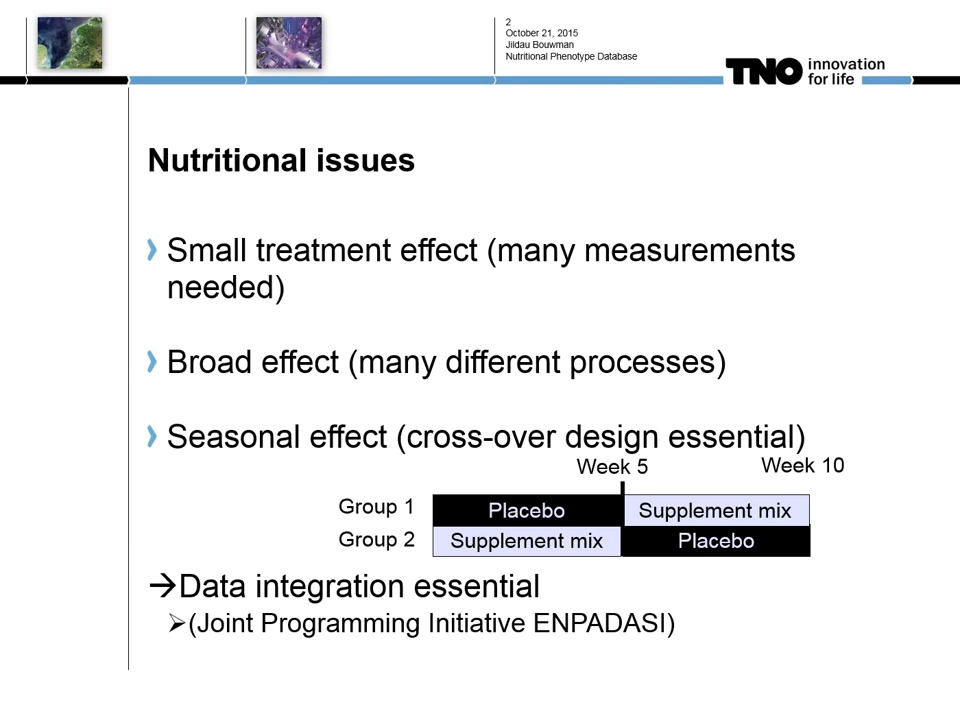 2
October 21, 2015
Jildau Bouwman
Nutritional Phenotype Database
TNO innovation
for life
Nutritional issues
Small treatment effect (many measurements
needed)
Broad effect (many different processes)
Seasonal effect (cross-over design essential)
Week 5 Week 10
Group 1 Placebo Supplement mix
Group 2 Supplement mix Placebo
→Data integration essential
➢(Joint Programming Initiative ENPADASI)